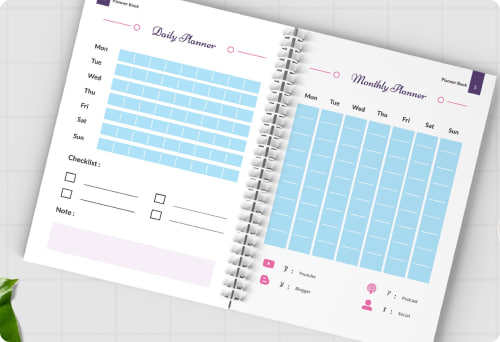 Planner Book
Daily Planner
Mon
Tue
Wed
Thu
Fri
Sat
Sun
Checklist :
Note :
Planner Book
Monthly Planner
Mon Tue Wed Thu Fri Sat Sun
Youtube
Blogger
Podcast
Social